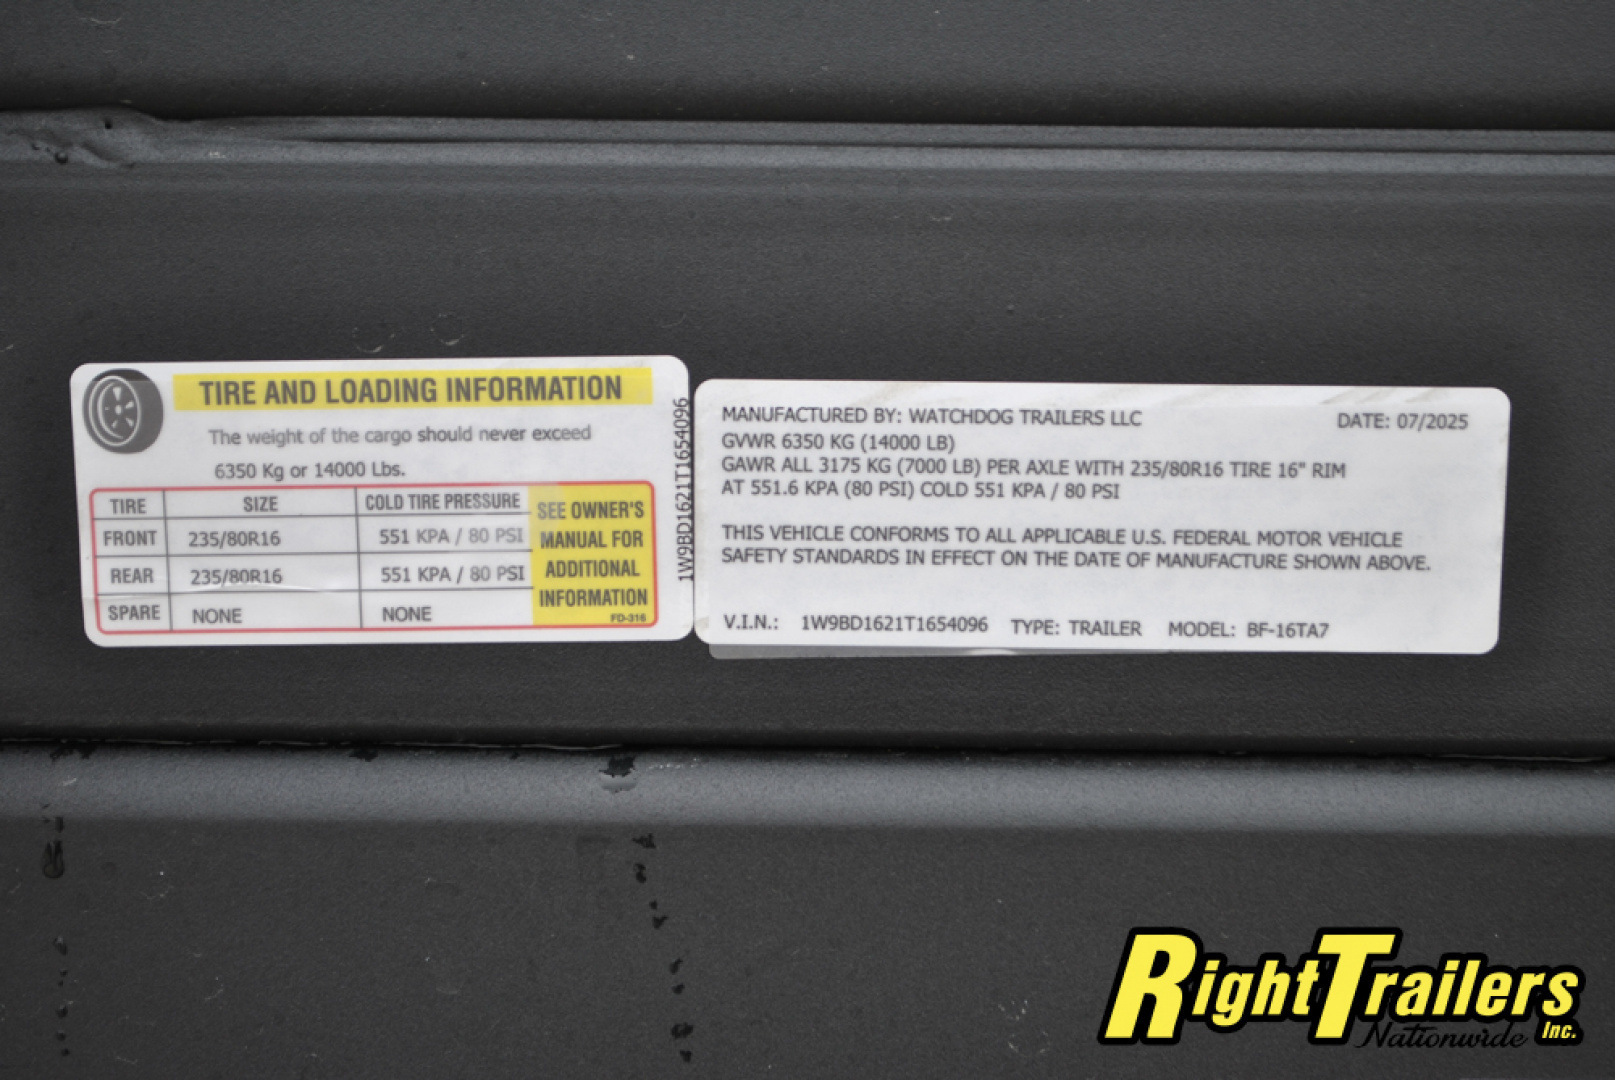 TIRE AND LOADING INFORMATION
The weight of the cargo should never exceed
6350 Kg or 14000 Lbs.
TIRE SIZE COLD TIRE PRESSURE
FRONT 235/80R16 551 KPA / 80 PSI
REAR 235/80R16 551 KPA / 80 PSI
SPARE NONE NONE
SEE OWNER'S
MANUAL FOR
ADDITIONAL
INFORMATION
FD-316
1W9BD1621T1654096
MANUFACTURED BY: WATCHDOG TRAILERS LLC DATE: 07/2025
GVWR 6350 KG (14000 LB)
GAWR ALL 3175 KG (7000 LB) PER AXLE WITH 235/80R16 TIRE 16" RIM
AT 551.6 KPA (80 PSI) COLD 551 KPA / 80 PSI
THIS VEHICLE CONFORMS TO ALL APPLICABLE U.S. FEDERAL MOTOR VEHICLE
SAFETY STANDARDS IN EFFECT ON THE DATE OF MANUFACTURE SHOWN ABOVE.
V.I.N.: 1W9BD1621T1654096 TYPE: TRAILER MODEL: BF-16TA7
RightTrailers
Nationwide Inc.